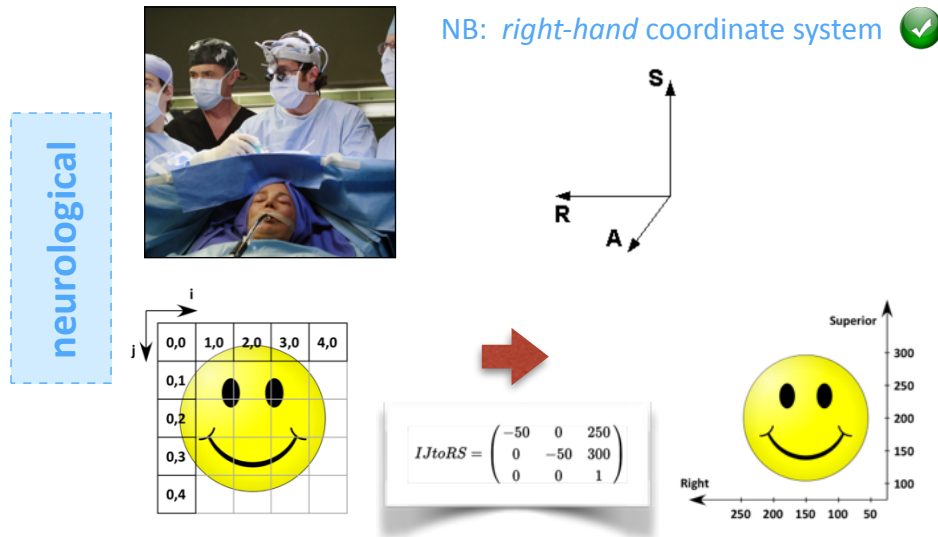 NB: right-hand coordinate system
neurological
S
R
A
i
j
0,0 1,0 2,0 3,0 4,0
0,1
0,2
0,3
0,4
IJtoRS =
-50 0 250
0 -50 300
0 0 1
Superior
300
250
200
150
100
Right
250 200 150 100 50